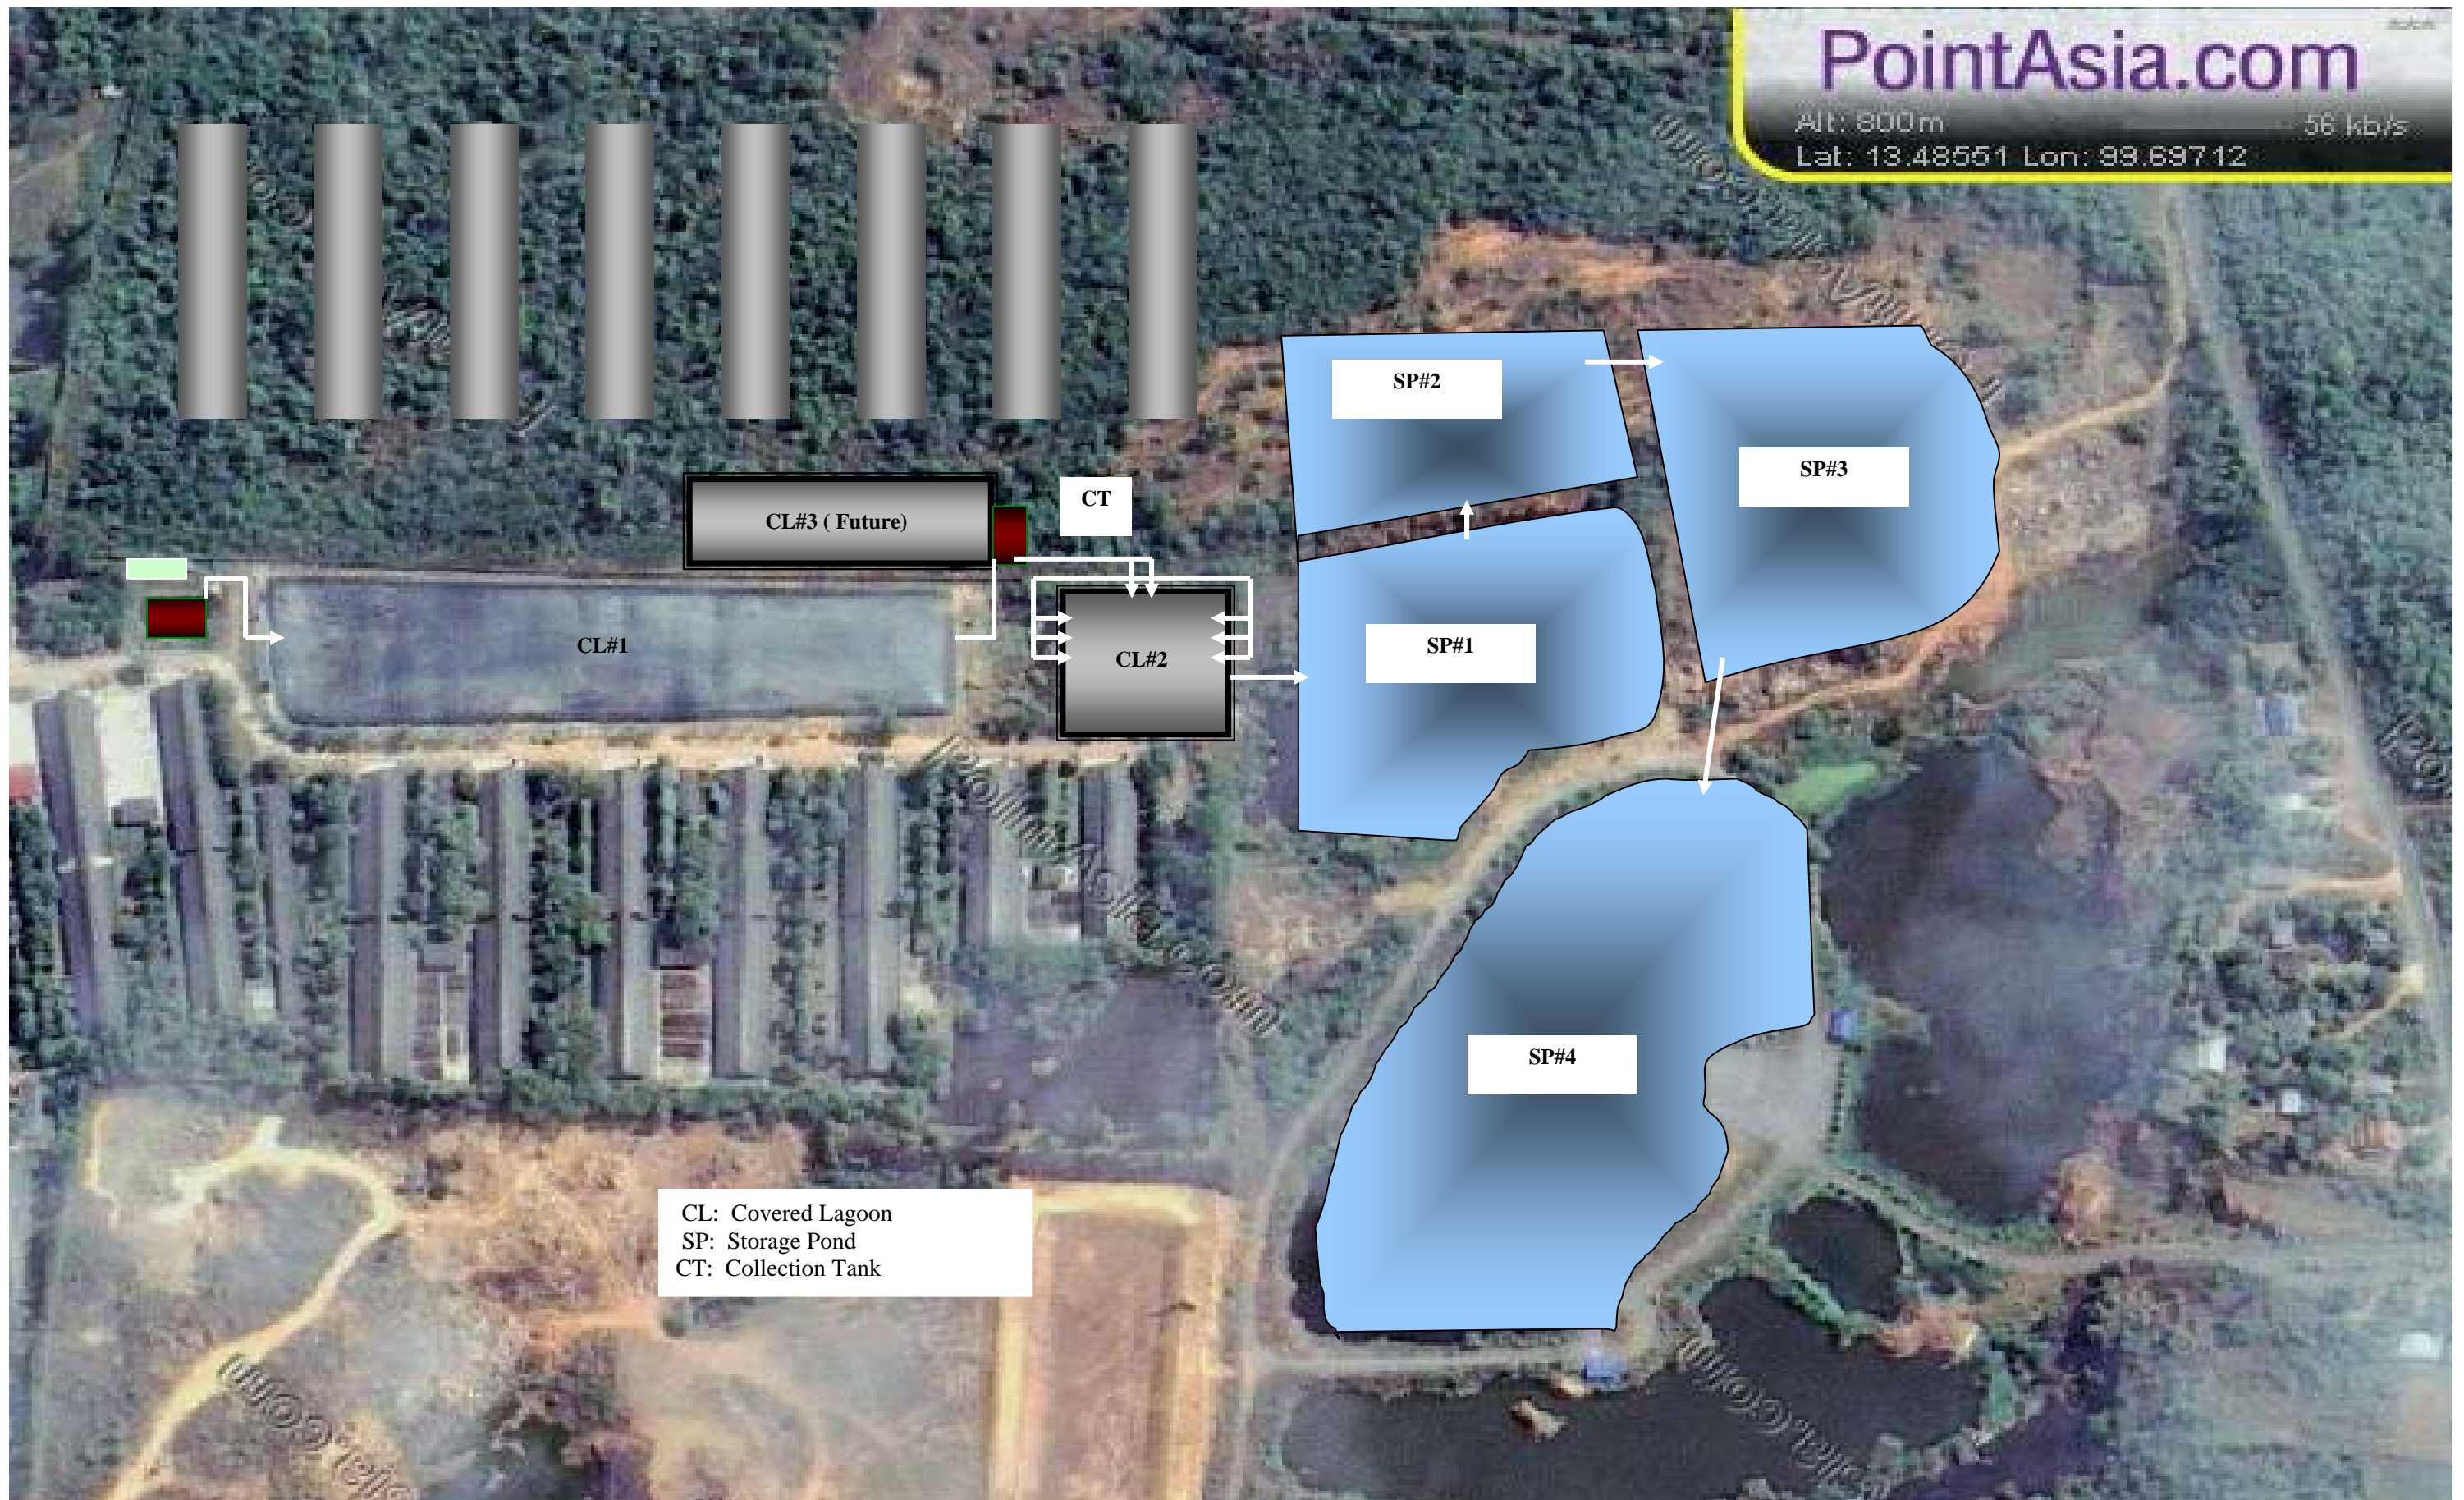 PointAsia.com
Alt: 800m 56 kb/s
Lat: 13.48551 Lon: 99.69712
SP#2
SP#3
CT
CL#3 ( Future)
CL#1
CL#2
SP#1
SP#4
CL: Covered Lagoon
SP: Storage Pond
CT: Collection Tank